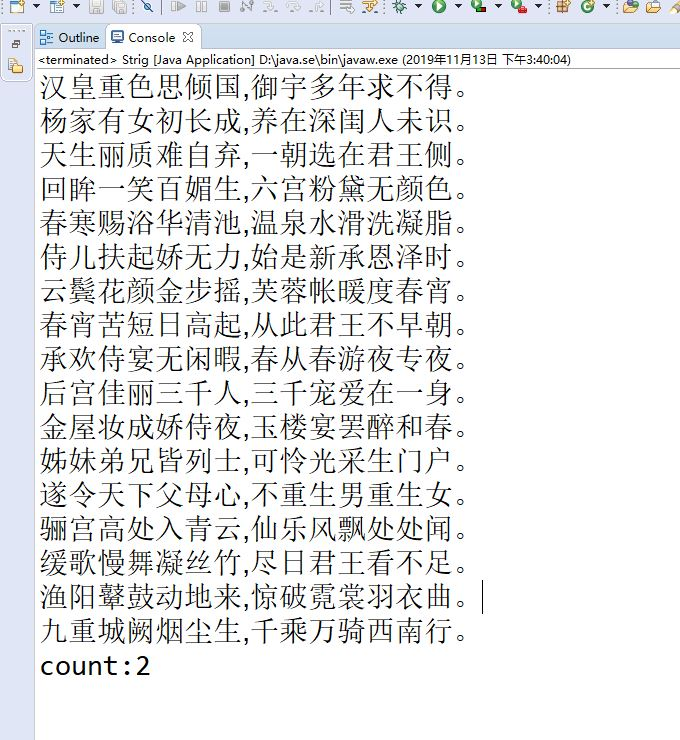 Outline Console
<terminated> Strig [Java Application] D:\java.se\bin\javaw.exe (2019年11月13日 下午3:40:04)
汉皇重色思倾国,御宇多年求不得。
杨家有女初长成,养在深闺人未识。
天生丽质难自弃,一朝选在君王侧。
回眸一笑百媚生,六宫粉黛无颜色。
春寒赐浴华清池,温泉水滑洗凝脂。
侍儿扶起娇无力,始是新承恩泽时。
云鬓花颜金步摇,芙蓉帐暖度春宵。
春宵苦短日高起,从此君王不早朝。
承欢侍宴无闲暇,春从春游夜专夜。
后宫佳丽三千人,三千宠爱在一身。
金屋妆成娇侍夜,玉楼宴罢醉和春。
姊妹弟兄皆列士,可怜光采生门户。
遂令天下父母心,不重生男重生女。
骊宫高处入青云,仙乐风飘处处闻。
缓歌慢舞凝丝竹,尽日君王看不足。
渔阳鼙鼓动地来,惊破霓裳羽衣曲。
九重城阙烟尘生,千乘万骑西南行。
count:2